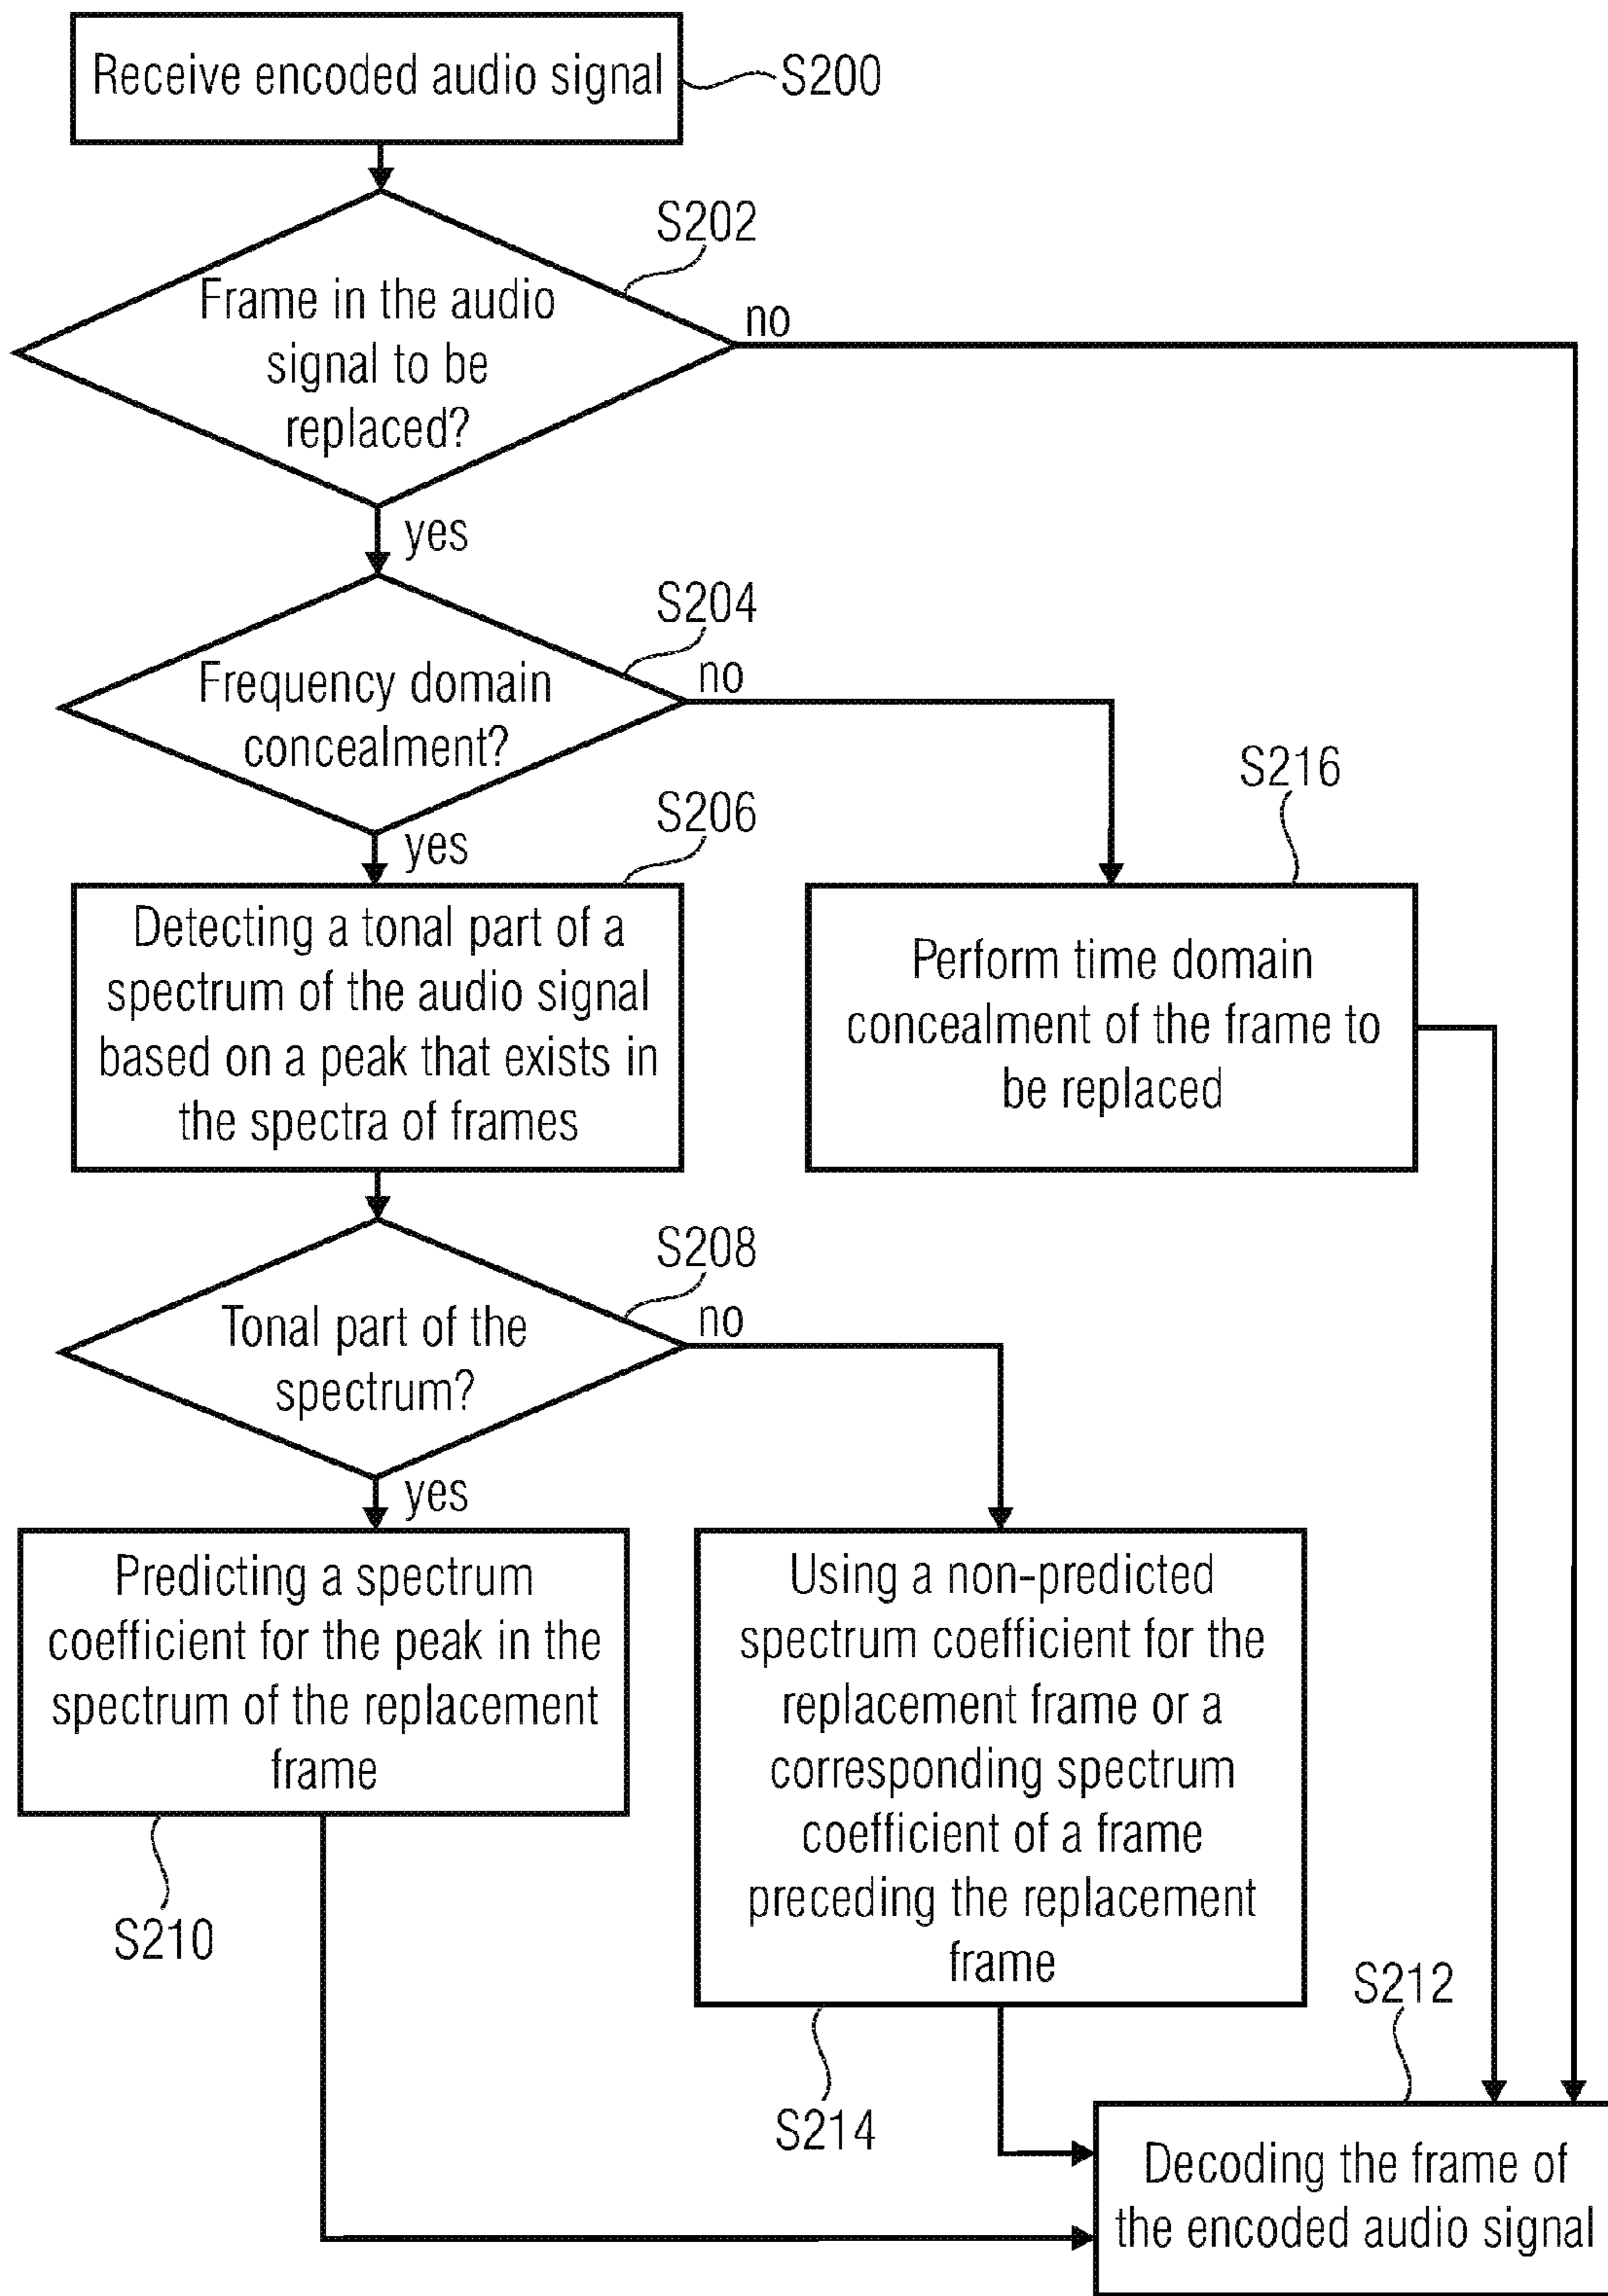 Receive encoded audio signal
S200
S202
Frame in the audio
signal to be
replaced?
no
yes
S204
Frequency domain
concealment?
no
yes
S206
Detecting a tonal part of a
spectrum of the audio signal
based on a peak that exists in
the spectra of frames
S216
Perform time domain
concealment of the frame to
be replaced
S208
Tonal part of the
spectrum?
no
yes
Predicting a spectrum
coefficient for the peak in the
spectrum of the replacement
frame
S210
Using a non-predicted
spectrum coefficient for the
replacement frame or a
corresponding spectrum
coefficient of a frame
preceding the replacement
frame
S214
S212
Decoding the frame of
the encoded audio signal